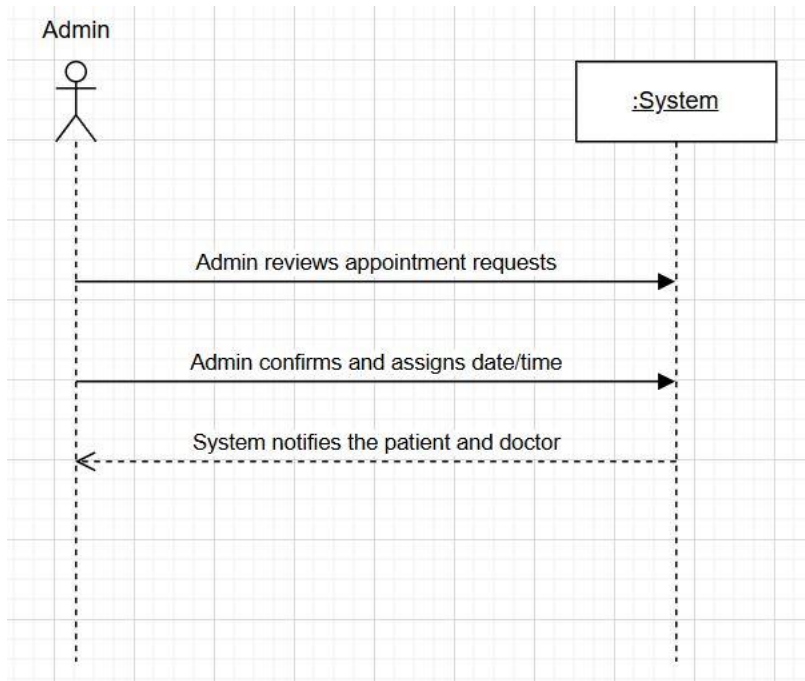 Admin
:System
Admin reviews appointment requests
Admin confirms and assigns date/time
System notifies the patient and doctor